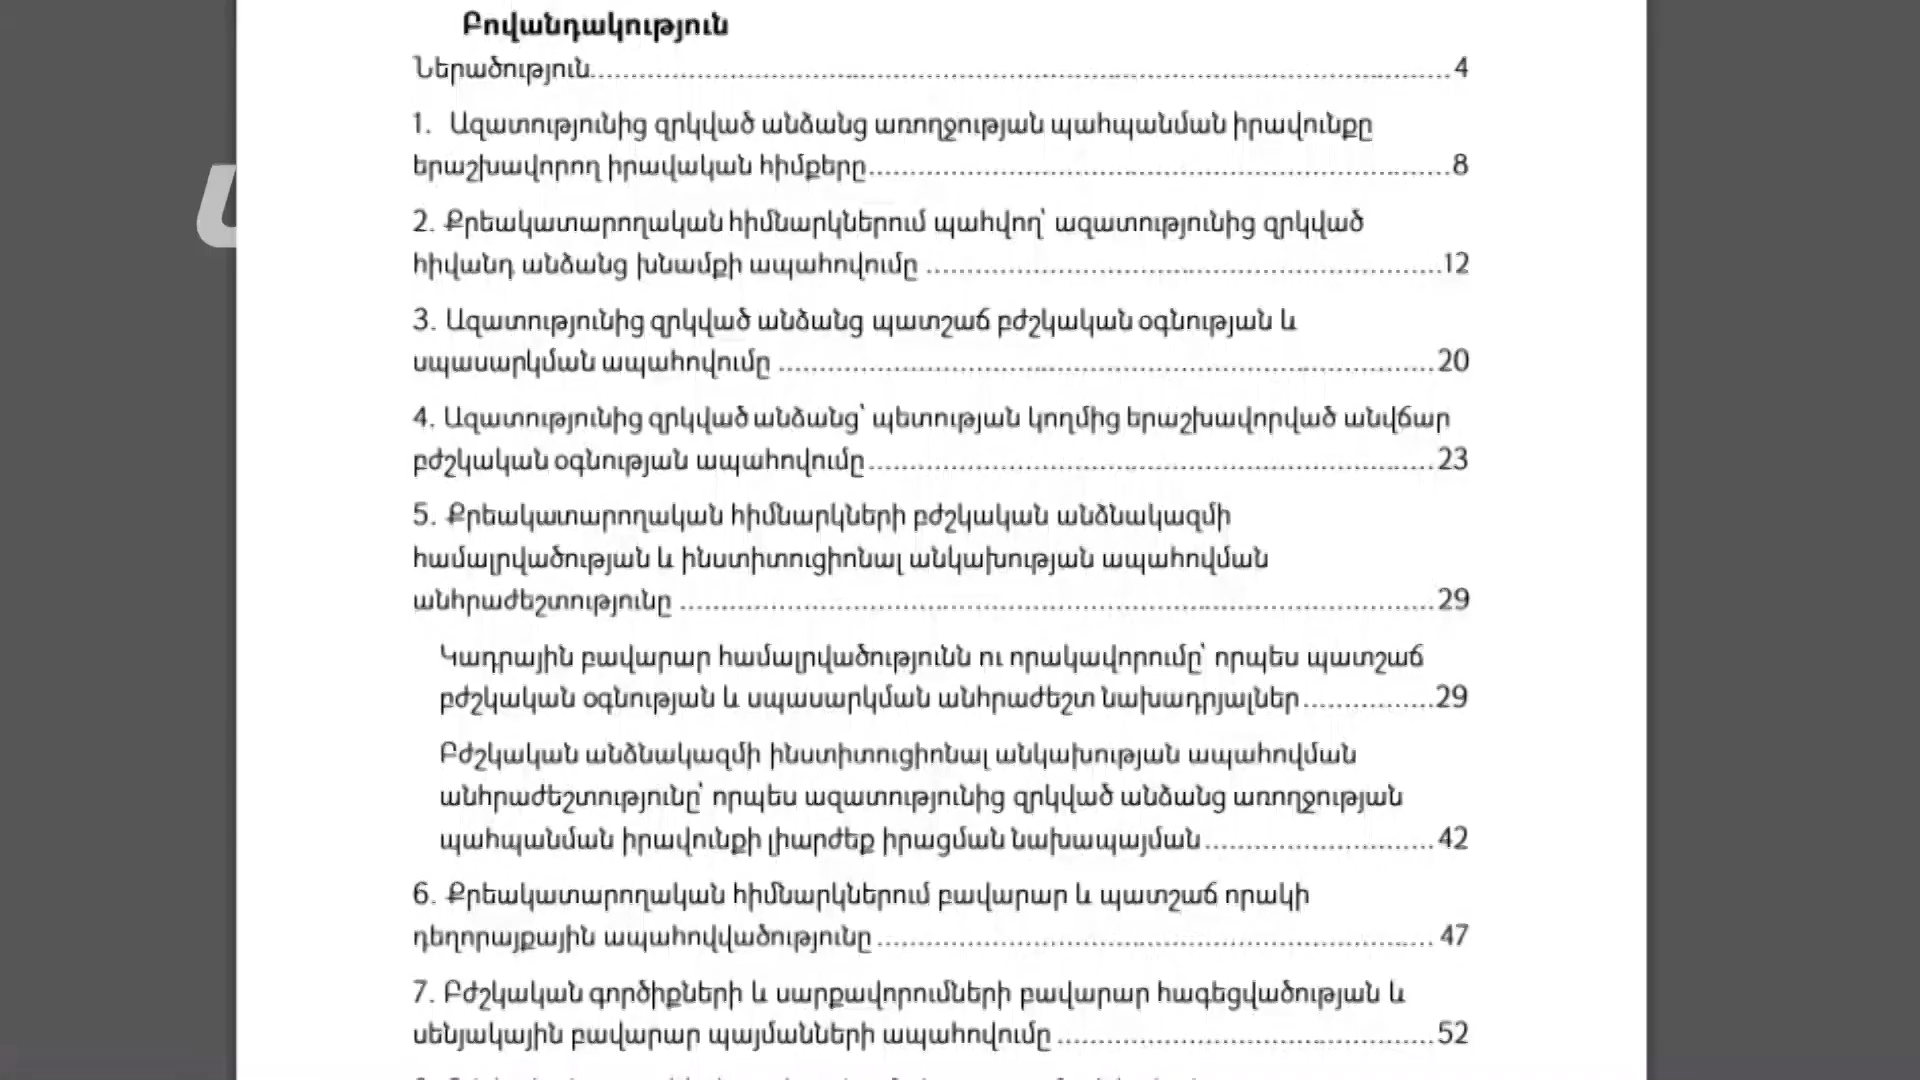 Բովանդակություն
Ներածություն....................4
1. Ազատությունից զրկված անձանց առողջության պահպանման իրավունքը
երաշխավորող իրավական հիմքերը....................8
2. Քրեակատարողական հիմնարկներում պահվող՝ ազատությունից զրկված
հիվանդ անձանց խնամքի ապահովումը ....................12
3. Ազատությունից զրկված անձանց պատշաճ բժշկական օգնության և
սպասարկման ապահովումը ....................20
4. Ազատությունից զրկված անձանց՝ պետության կողմից երաշխավորված անվճար
բժշկական օգնության ապահովումը....................23
5. Քրեակատարողական հիմնարկների բժշկական անձնակազմի
համալրվածության և ինստիտուցիոնալ անկախության ապահովման
անհրաժեշտությունը ....................29
Կադրային բավարար համալրվածությունն ու որակավորումը՝ որպես պատշաճ
բժշկական օգնության և սպասարկման անհրաժեշտ նախադրյալներ....................29
Բժշկական անձնակազմի ինստիտուցիոնալ անկախության ապահովման
անհրաժեշտությունը՝ որպես ազատությունից զրկված անձանց առողջության
պահպանման իրավունքի լիարժեք իրացման նախապայման....................42
6. Քրեակատարողական հիմնարկներում բավարար և պատշաճ որակի
դեղորայքային ապահովվածությունը....................47
7. Բժշկական գործիքների և սարքավորումների բավարար հագեցվածության և
սենյակային բավարար պայմանների ապահովումը ....................52